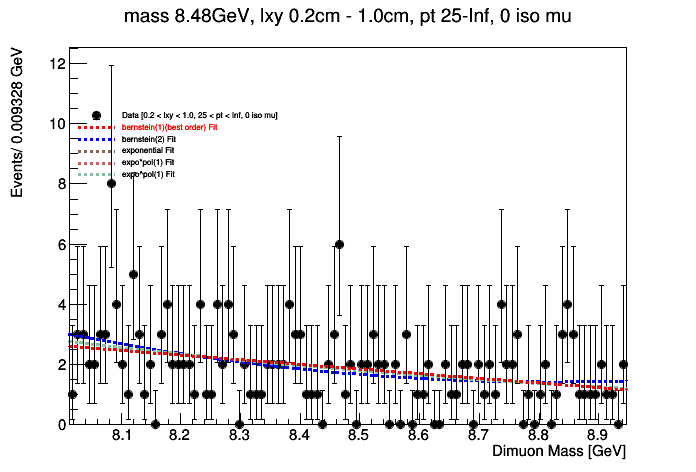 mass 8.48GeV, lxy 0.2cm - 1.0cm, pt 25-Inf, 0 iso mu
Events/ 0.009328 GeV
12
10
8
6
4
2
0
Data [0.2 < lxy < 1.0, 25 < pt < Inf, 0 iso mu]
bernstein(1)(best order) Fit
bernstein(2) Fit
exponential Fit
expo*pol(1) Fit
expo^pol(1) Fit
8.1 8.2 8.3 8.4 8.5 8.6 8.7 8.8 8.9
Dimuon Mass [GeV]